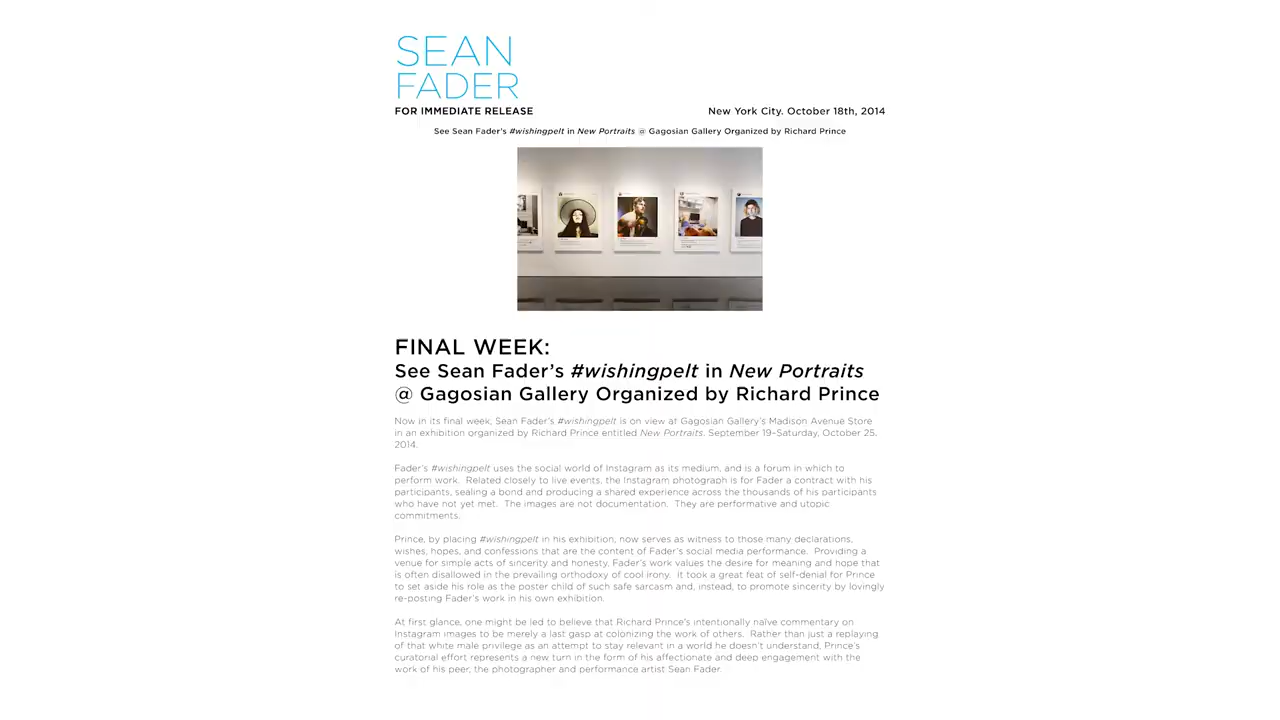 SEAN
FADER
FOR IMMEDIATE RELEASE
New York City. October 18th, 2014
See Sean Fader's #wishingpelt in New Portraits @ Gagosian Gallery Organized by Richard Prince
FINAL WEEK:
See Sean Fader's #wishingpelt in New Portraits
@ Gagosian Gallery Organized by Richard Prince
Now in its final week, Sean Fader's #wishingpelt is on view at Gagosian Gallery's Madison Avenue Store
in an exhibition organized by Richard Prince entitled New Portraits. September 19–Saturday, October 25.
2014.
Fader's #wishingpelt uses the social world of Instagram as its medium, and is a forum in which to
perform work. Related closely to live events, the Instagram photograph is for Fader a contract with his
participants, sealing a bond and producing a shared experience across the thousands of his participants
who have not yet met. The images are not documentation. They are performative and utopic
commitments.
Prince, by placing #wishingpelt in his exhibition, now serves as witness to those many declarations,
wishes, hopes, and confessions that are the content of Fader's social media performance. Providing a
venue for simple acts of sincerity and honesty, Fader's work values the desire for meaning and hope that
is often disallowed in the prevailing orthodoxy of cool irony. It took a great feat of self-denial for Prince
to set aside his role as the poster child of such safe sarcasm and, instead, to promote sincerity by lovingly
re-posting Fader's work in his own exhibition.
At first glance, one might be led to believe that Richard Prince's intentionally naïve commentary on
Instagram images to be merely a last gasp at colonizing the work of others. Rather than just a replaying
of that white male privilege as an attempt to stay relevant in a world he doesn't understand, Prince's
curatorial effort represents a new turn in the form of his affectionate and deep engagement with the
work of his peer, the photographer and performance artist Sean Fader.